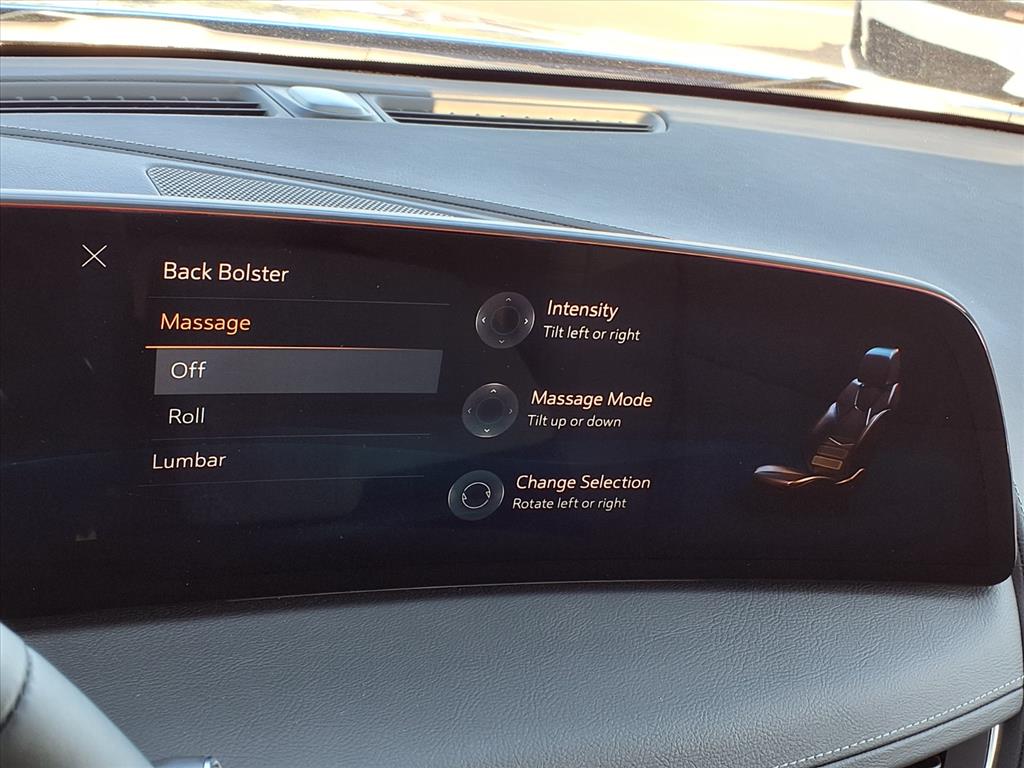 Back Bolster
Massage
Off
Roll
Lumbar
Intensity
Tilt left or right
Massage Mode
Tilt up or down
Change Selection
Rotate left or right